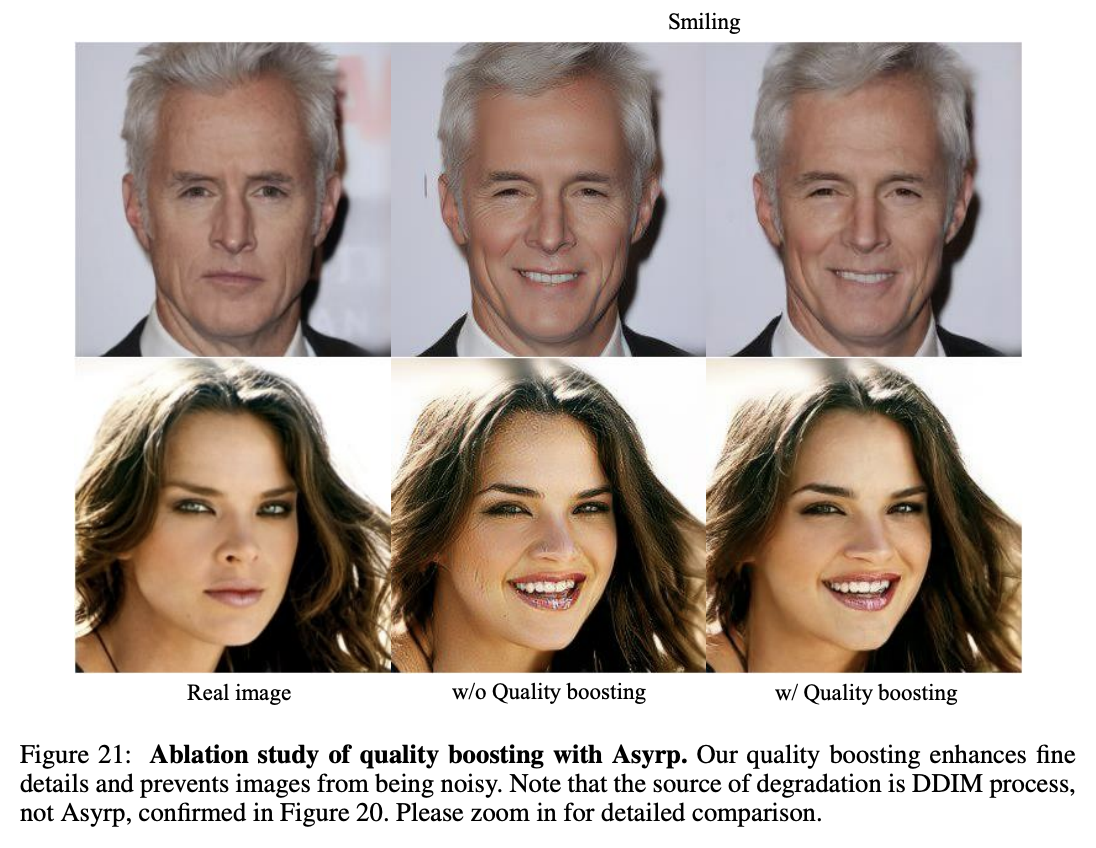 Smiling
Real image
w/o Quality boosting
w/ Quality boosting
Figure 21: Ablation study of quality boosting with Asyrp. Our quality boosting enhances fine
details and prevents images from being noisy. Note that the source of degradation is DDIM process,
not Asyrp, confirmed in Figure 20. Please zoom in for detailed comparison.